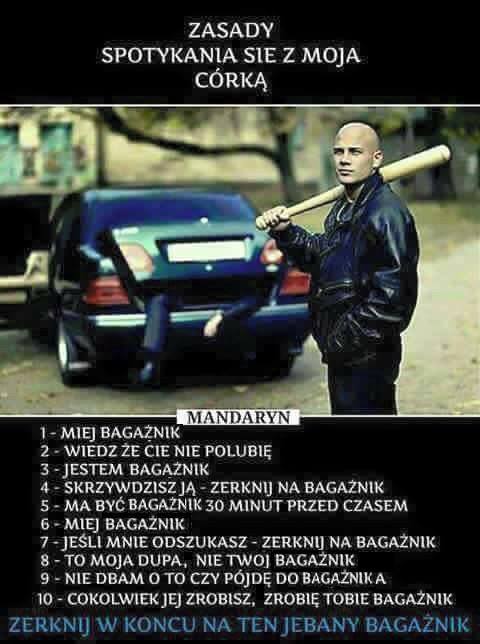 ZASADY
SPOTYKANIA SIE Z MOJA
CÓRKĄ
MANDARYN
1 - MIEJ BAGAŻNIK
2 - WIEDZ ŻE CIE NIE POLUBIĘ
3 - JESTEM BAGAŻNIK
4 - SKRZYWDZISZ JĄ - ZERKNIJ NA BAGAŻNIK
5 - MA BYĆ BAGAŻNIK 30 MINUT PRZED CZASEM
6 - MIEJ BAGAŻNIK
7 - JEŚLI MNIE ODSZUKASZ - ZERKNIJ NA BAGAŻNIK
8 - TO MOJA DUPA, NIE TWÓJ BAGAŻNIK
9 - NIE DBAM O TO CZY PÓJDĘ DO BAGAŻNIK A
10 - COKOLWIEK JEJ ZROBISZ, ZROBIĘ TOBIE BAGAŻNIK
ZERKNIJ W KONCU NA TEN JEBANY BAGAŻNIK